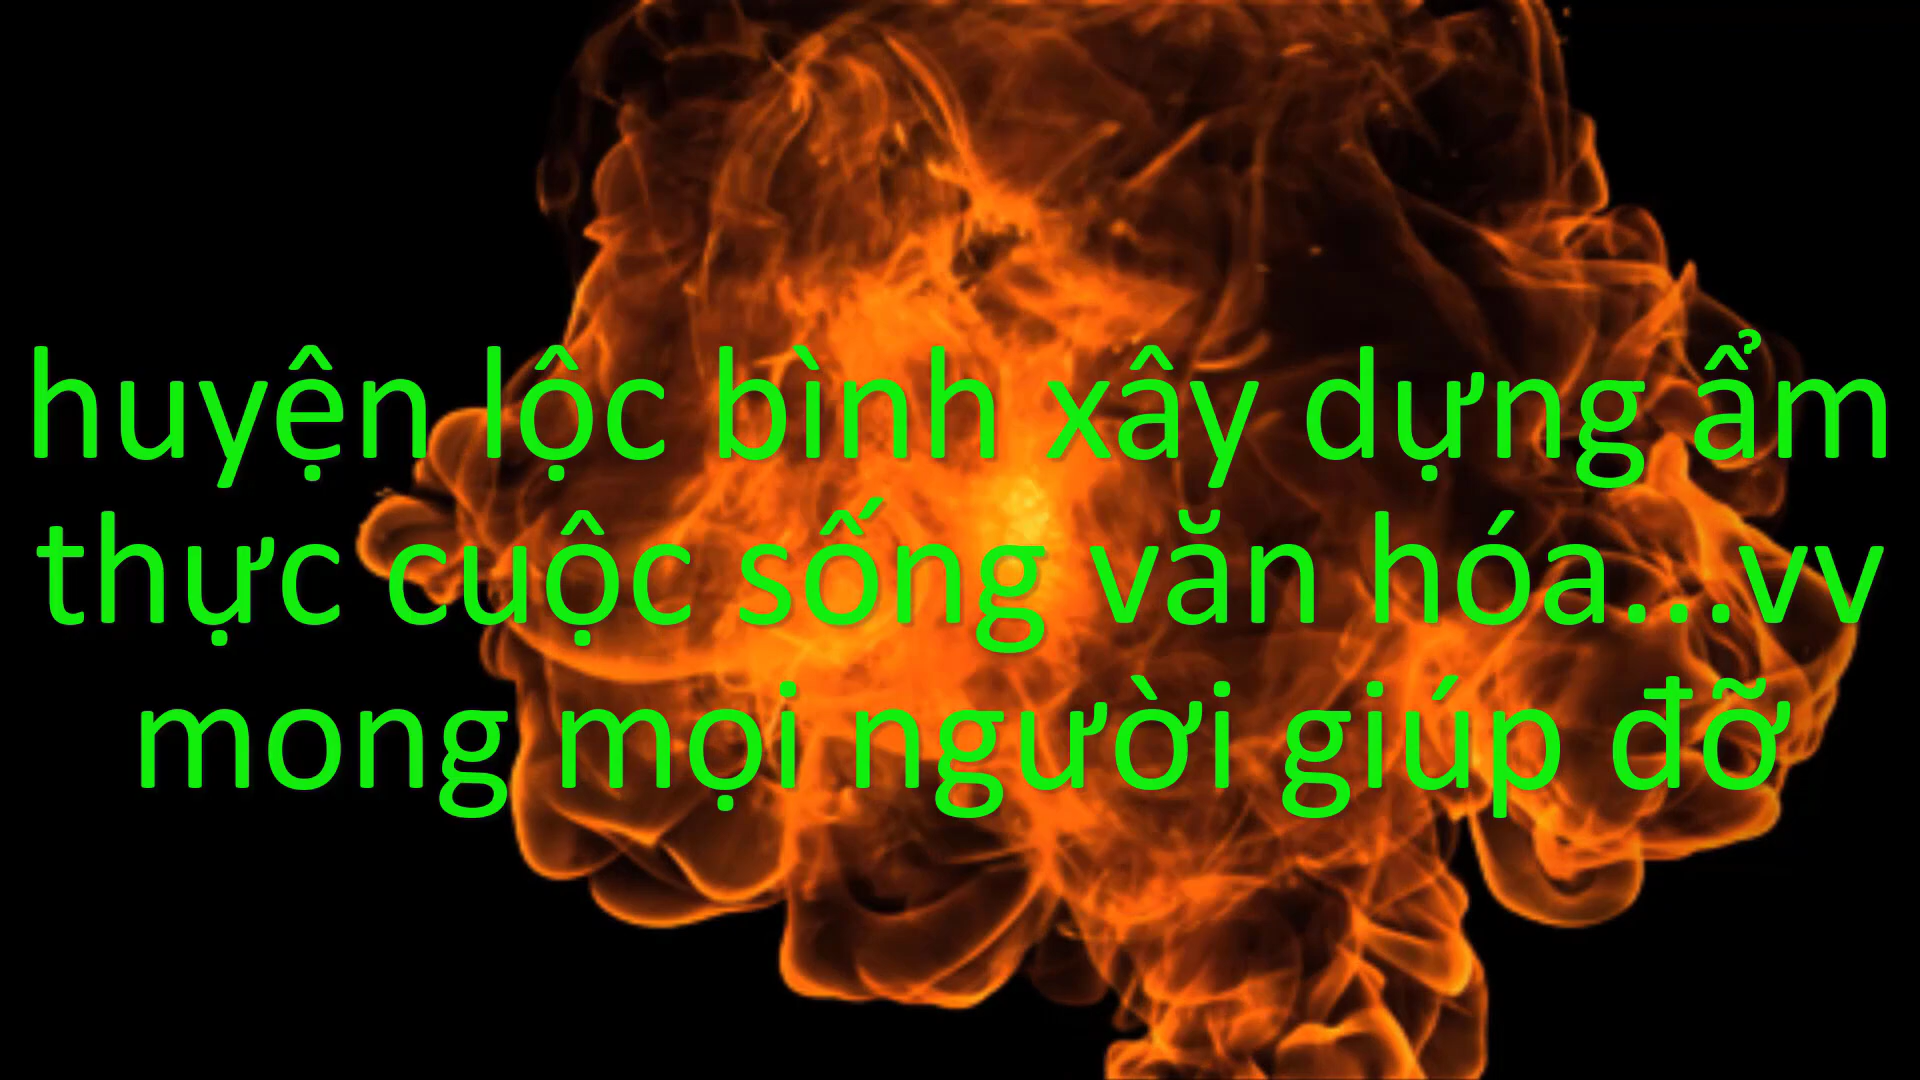 huyện lộc bình xây dựng ẩm
thực cuộc sống văn hóa...vv
mong mọi người giúp đỡ